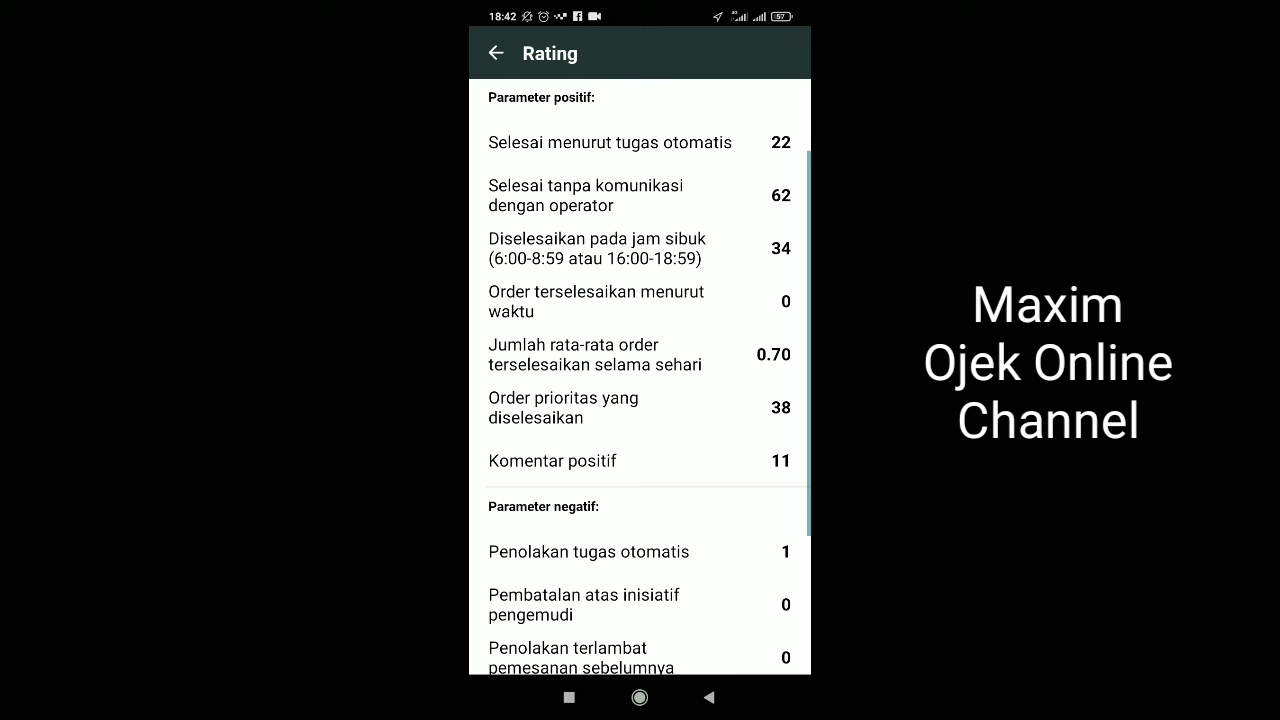 18:42
4G
57
Rating
Parameter positif:
Selesai menurut tugas otomatis 22
Selesai tanpa komunikasi
dengan operator 62
Diselesaikan pada jam sibuk
(6:00-8:59 atau 16:00-18:59) 34
Order terselesaikan menurut
waktu 0
Jumlah rata-rata order
terselesaikan selama sehari 0.70
Order prioritas yang
diselesaikan 38
Komentar positif 11
Parameter negatif:
Penolakan tugas otomatis 1
Pembatalan atas inisiatif
pengemudi 0
Penolakan terlambat
pemesanan sebelumnya 0
Maxim
Ojek Online
Channel